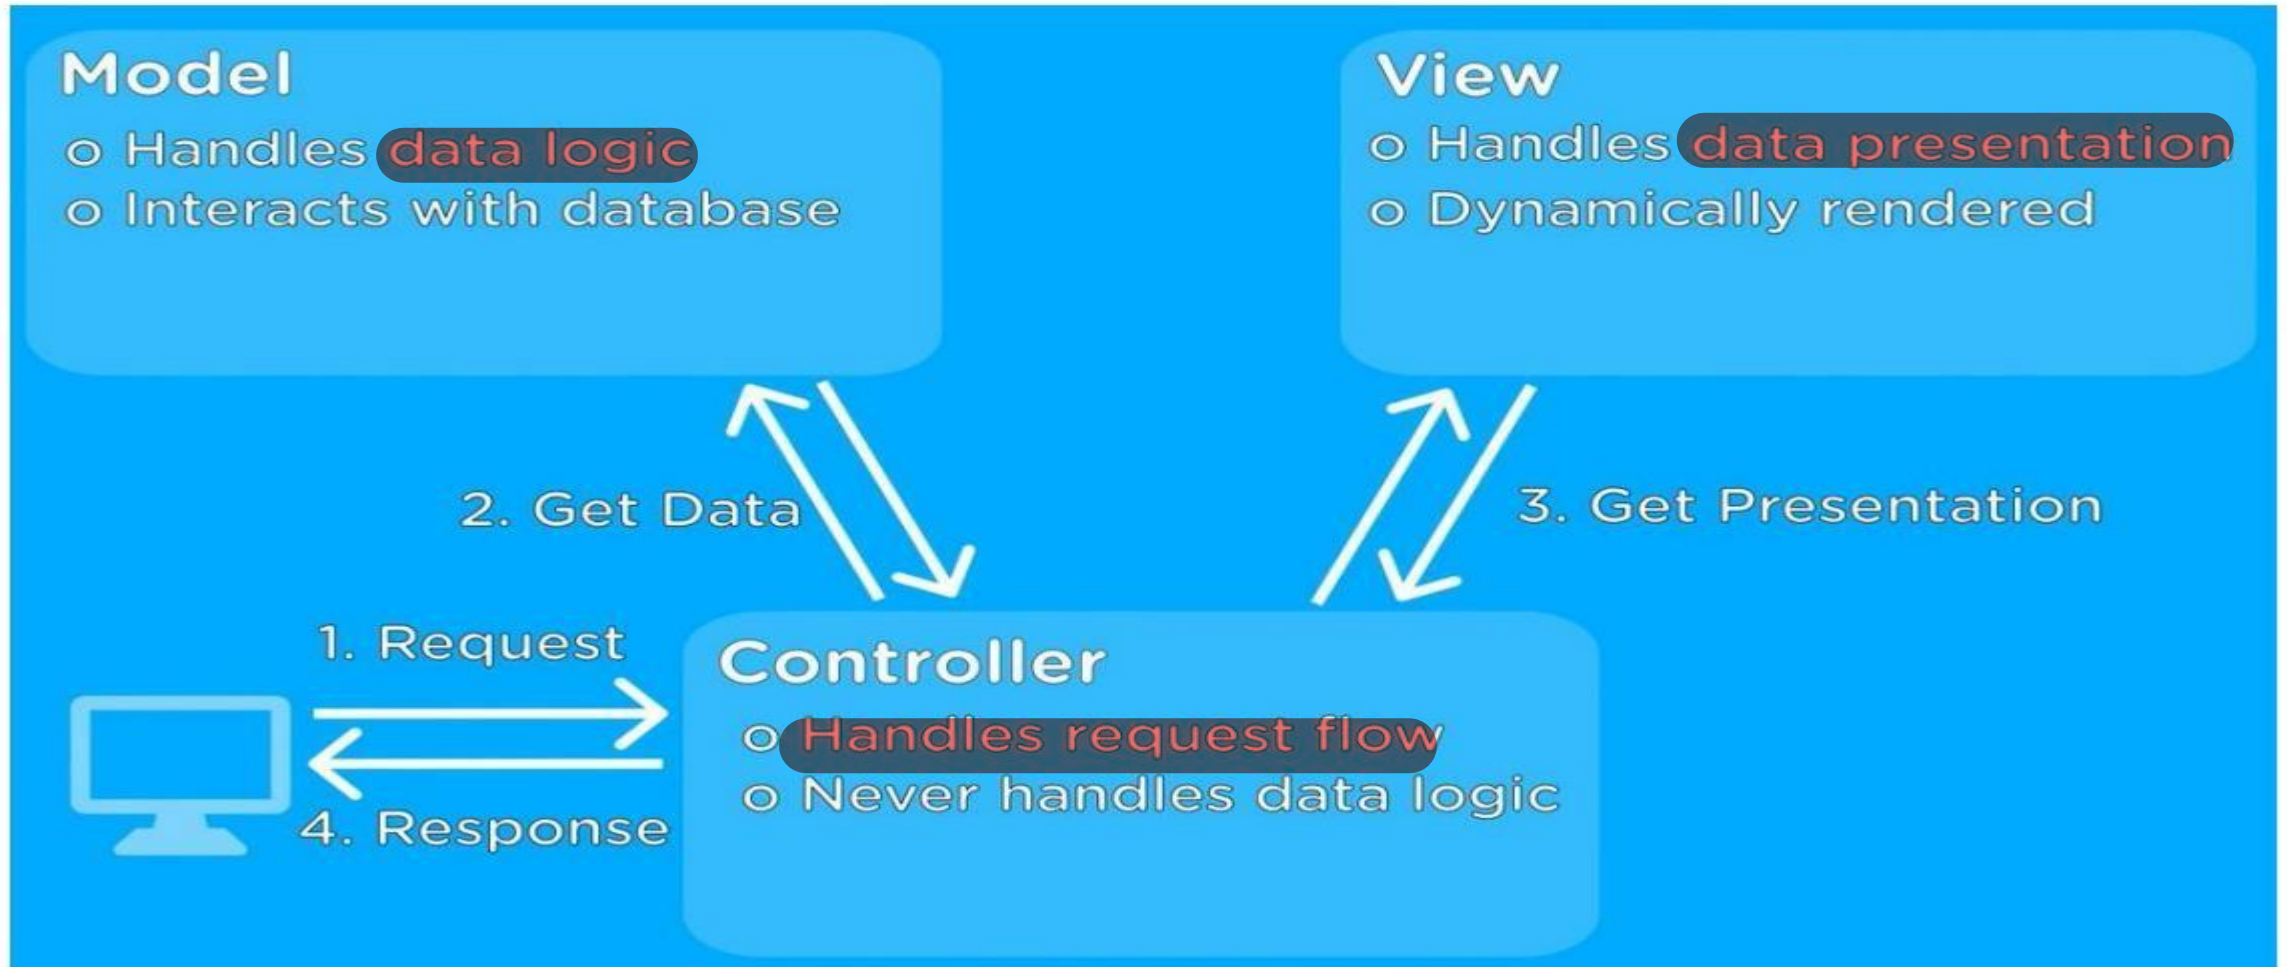 Model
o Handles data logic
o Interacts with database
View
o Handles data presentation
o Dynamically rendered
2. Get Data
3. Get Presentation
1. Request
4. Response
Controller
o Handles request flow
o Never handles data logic